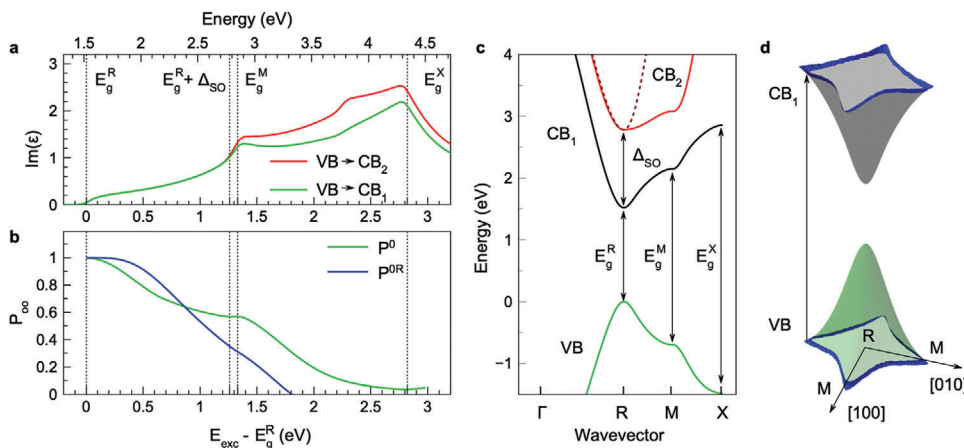 Energy (eV)
1.5 2 2.5 3 3.5 4 4.5
a
E_g^R
E_g^R + Δ_SO
E_g^M
E_g^X
3
2
1
0
Im(ε)
VB → CB_2
VB → CB_1
0 0.5 1 1.5 2 2.5 3
b
P^0
P^0R
1
0.8
0.6
0.4
0.2
0
P_oo
0 0.5 1 1.5 2 2.5 3
E_exc - E_g^R (eV)
c
4
3
2
1
0
−1
Energy (eV)
CB_2
CB_1
Δ_SO
E_g^R
E_g^M
E_g^X
VB
Γ R M X
Wavevector
d
CB_1
VB
R
M
M
[010]
[100]